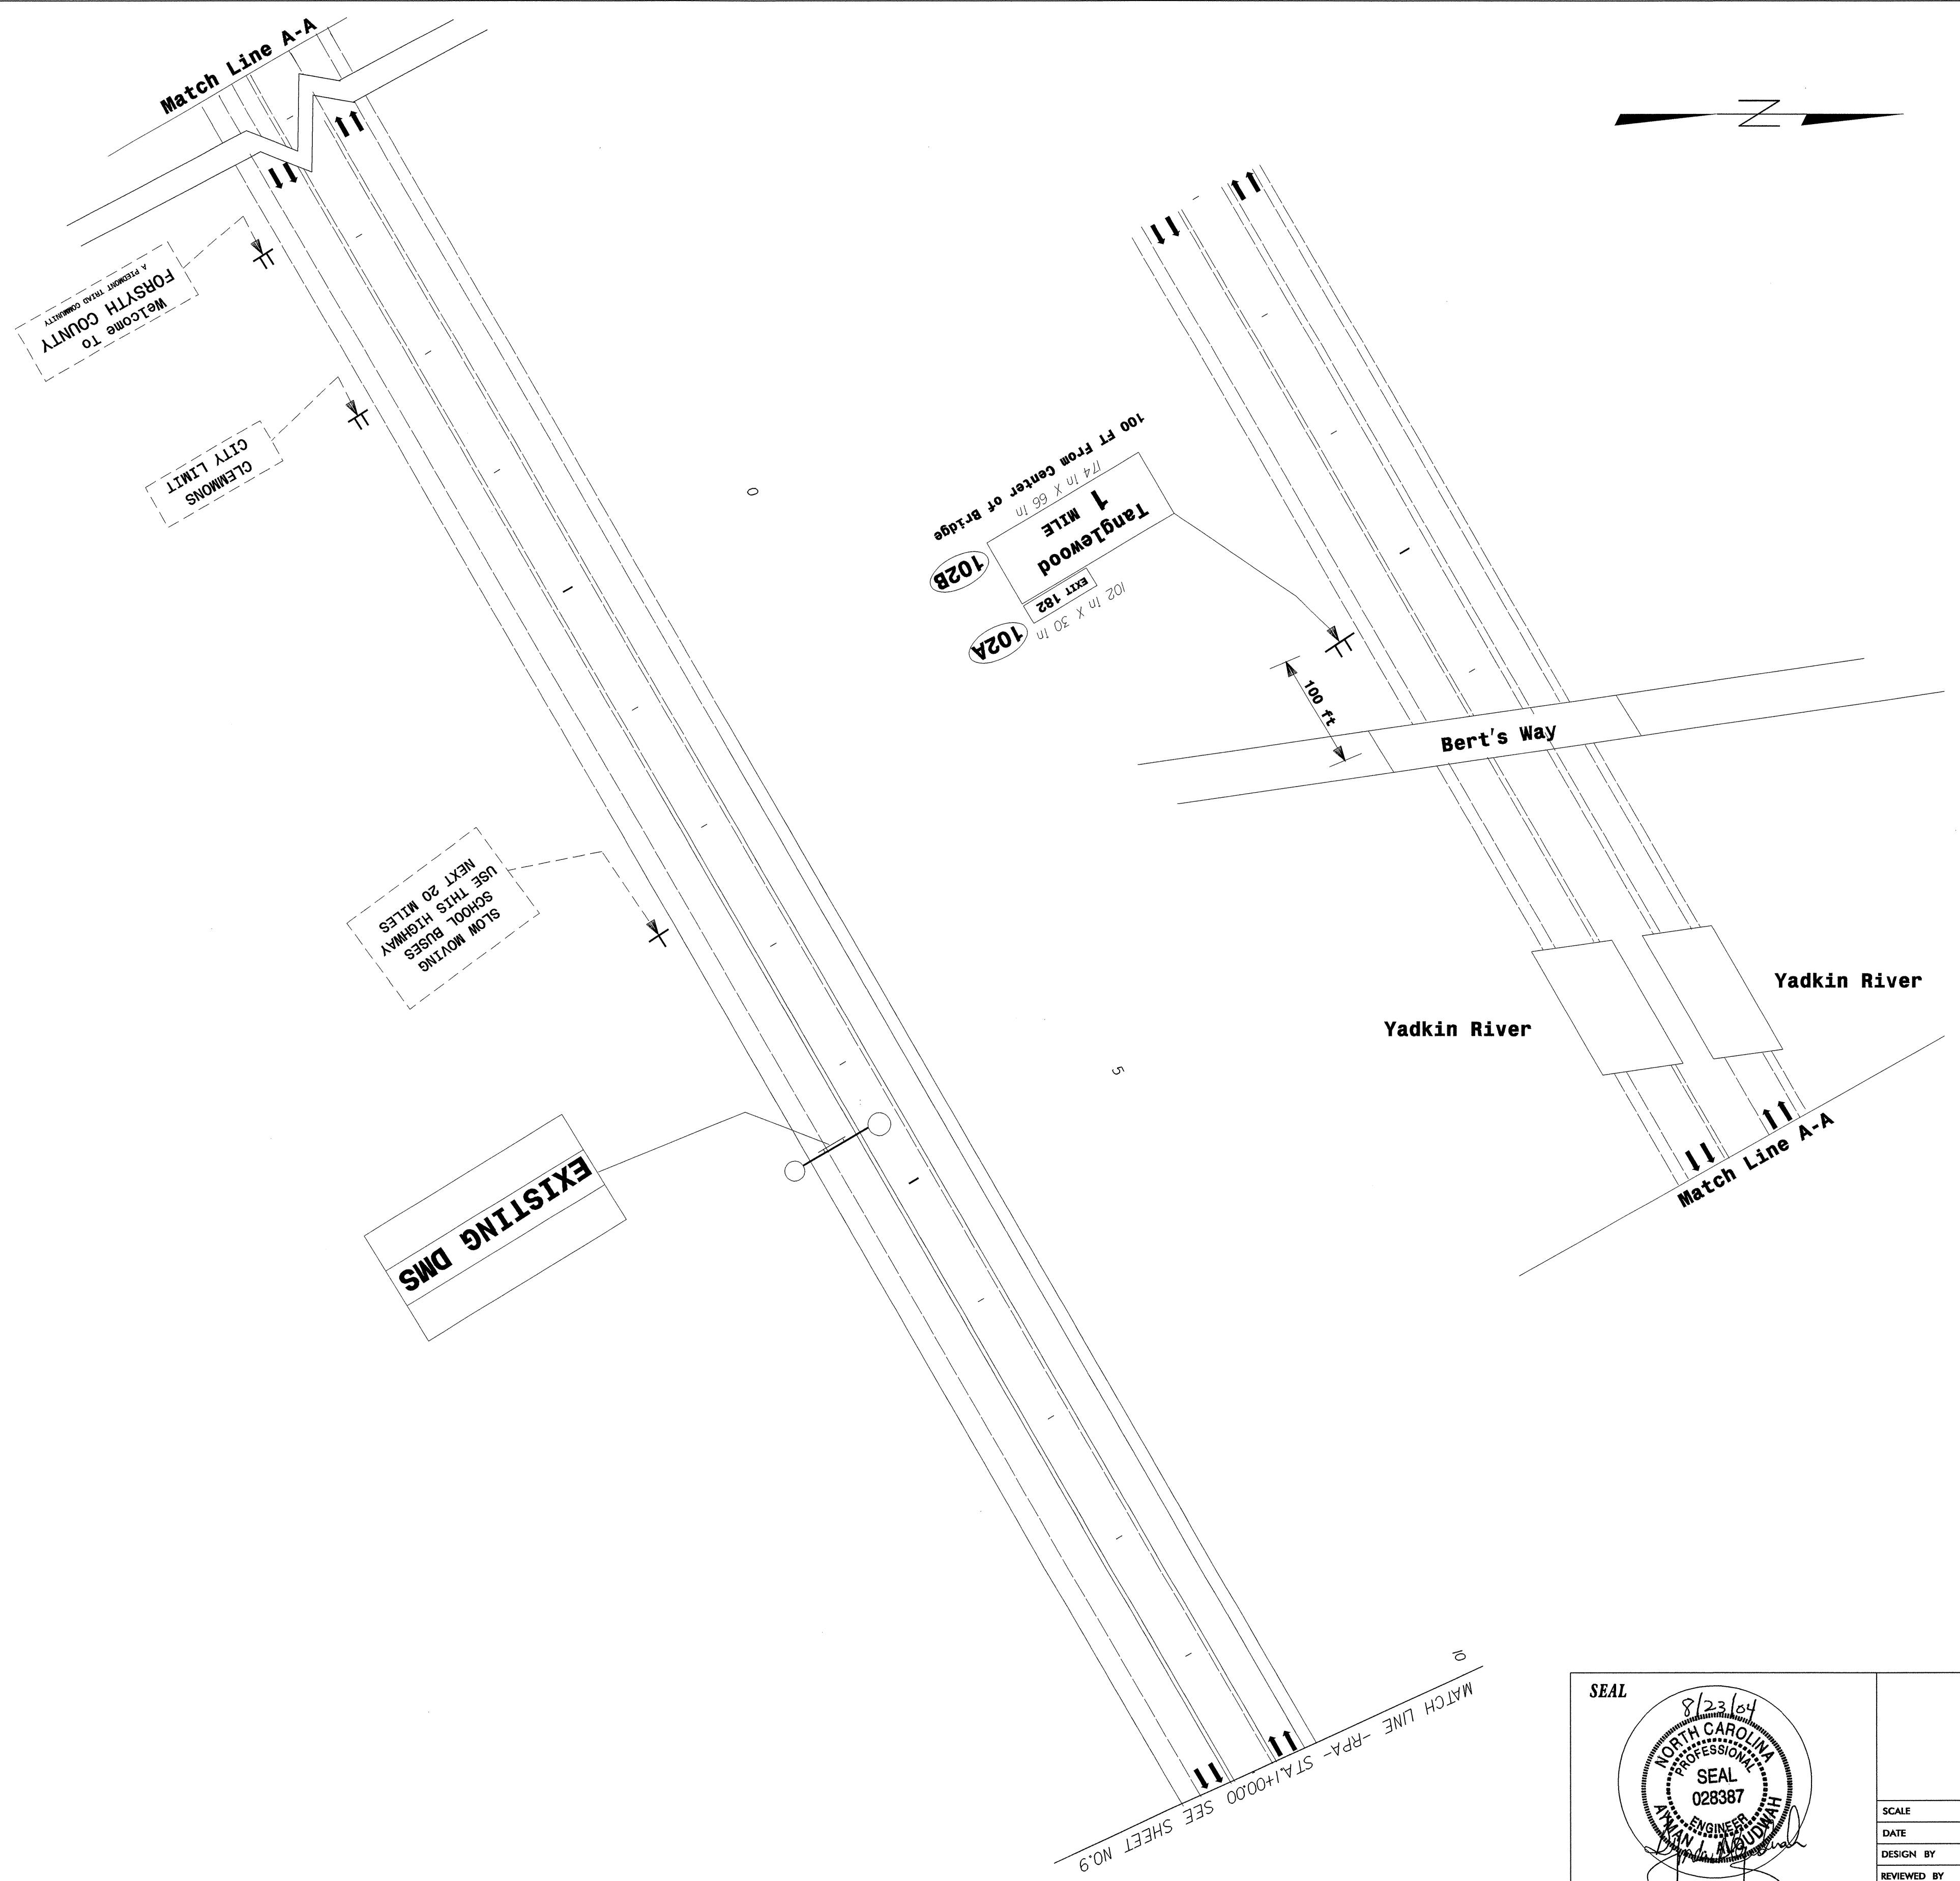 Match Line A-A
Welcome To
FORSYTH COUNTY
A PIEDMONT TRIAD COMMUNITY
CLEMMONS
CITY LIMIT
SLOW MOVING
SCHOOL BUSES
USE THIS HIGHWAY
NEXT 20 MILES
EXISTING DMS
0
5
10
MATCH LINE -RPA- STA.1+00.00 SEE SHEET NO.9
N
102A
102 in X 30 in
EXIT 182
102B
Tanglewood
1 MILE
174 in X 66 in
100 FT From Center of Bridge
100 ft
Bert's Way
Yadkin River
Yadkin River
Match Line A-A
SEAL
8/23/04
NORTH CAROLINA
PROFESSIONAL
SEAL
028387
ENGINEER
AYMAN I. ALQUDWAH
SCALE
DATE
DESIGN BY
REVIEWED BY